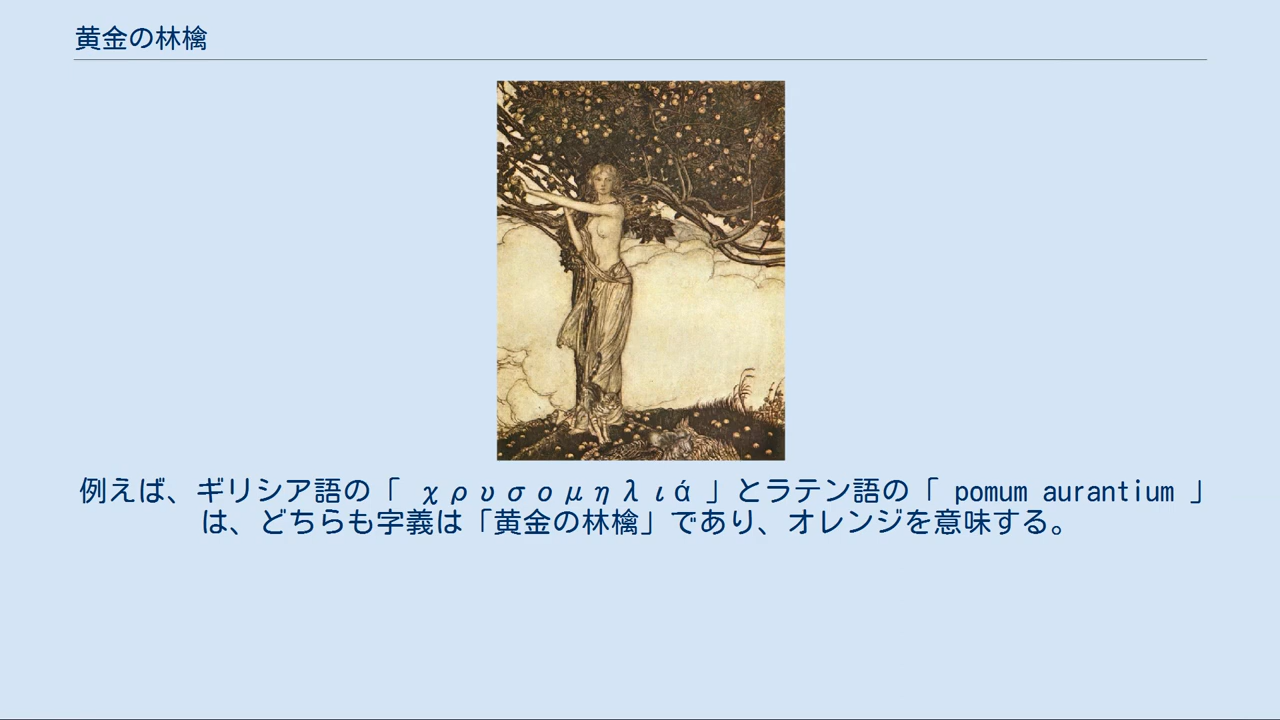 黄金の林檎
例えば、ギリシア語の「 χρυσομηλιά 」とラテン語の「 pomum aurantium 」
は、どちらも字義は「黄金の林檎」であり、オレンジを意味する。